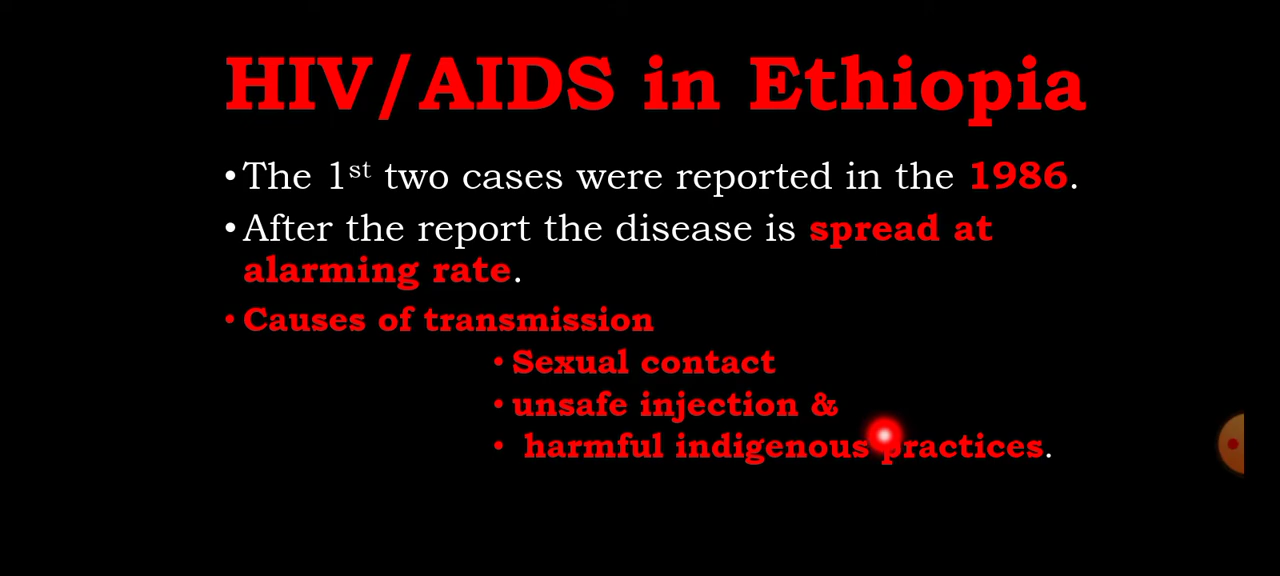 HIV/AIDS in Ethiopia
•The 1st two cases were reported in the 1986.
•After the report the disease is spread at
alarming rate.
•Causes of transmission
•Sexual contact
•unsafe injection &
• harmful indigenous practices.